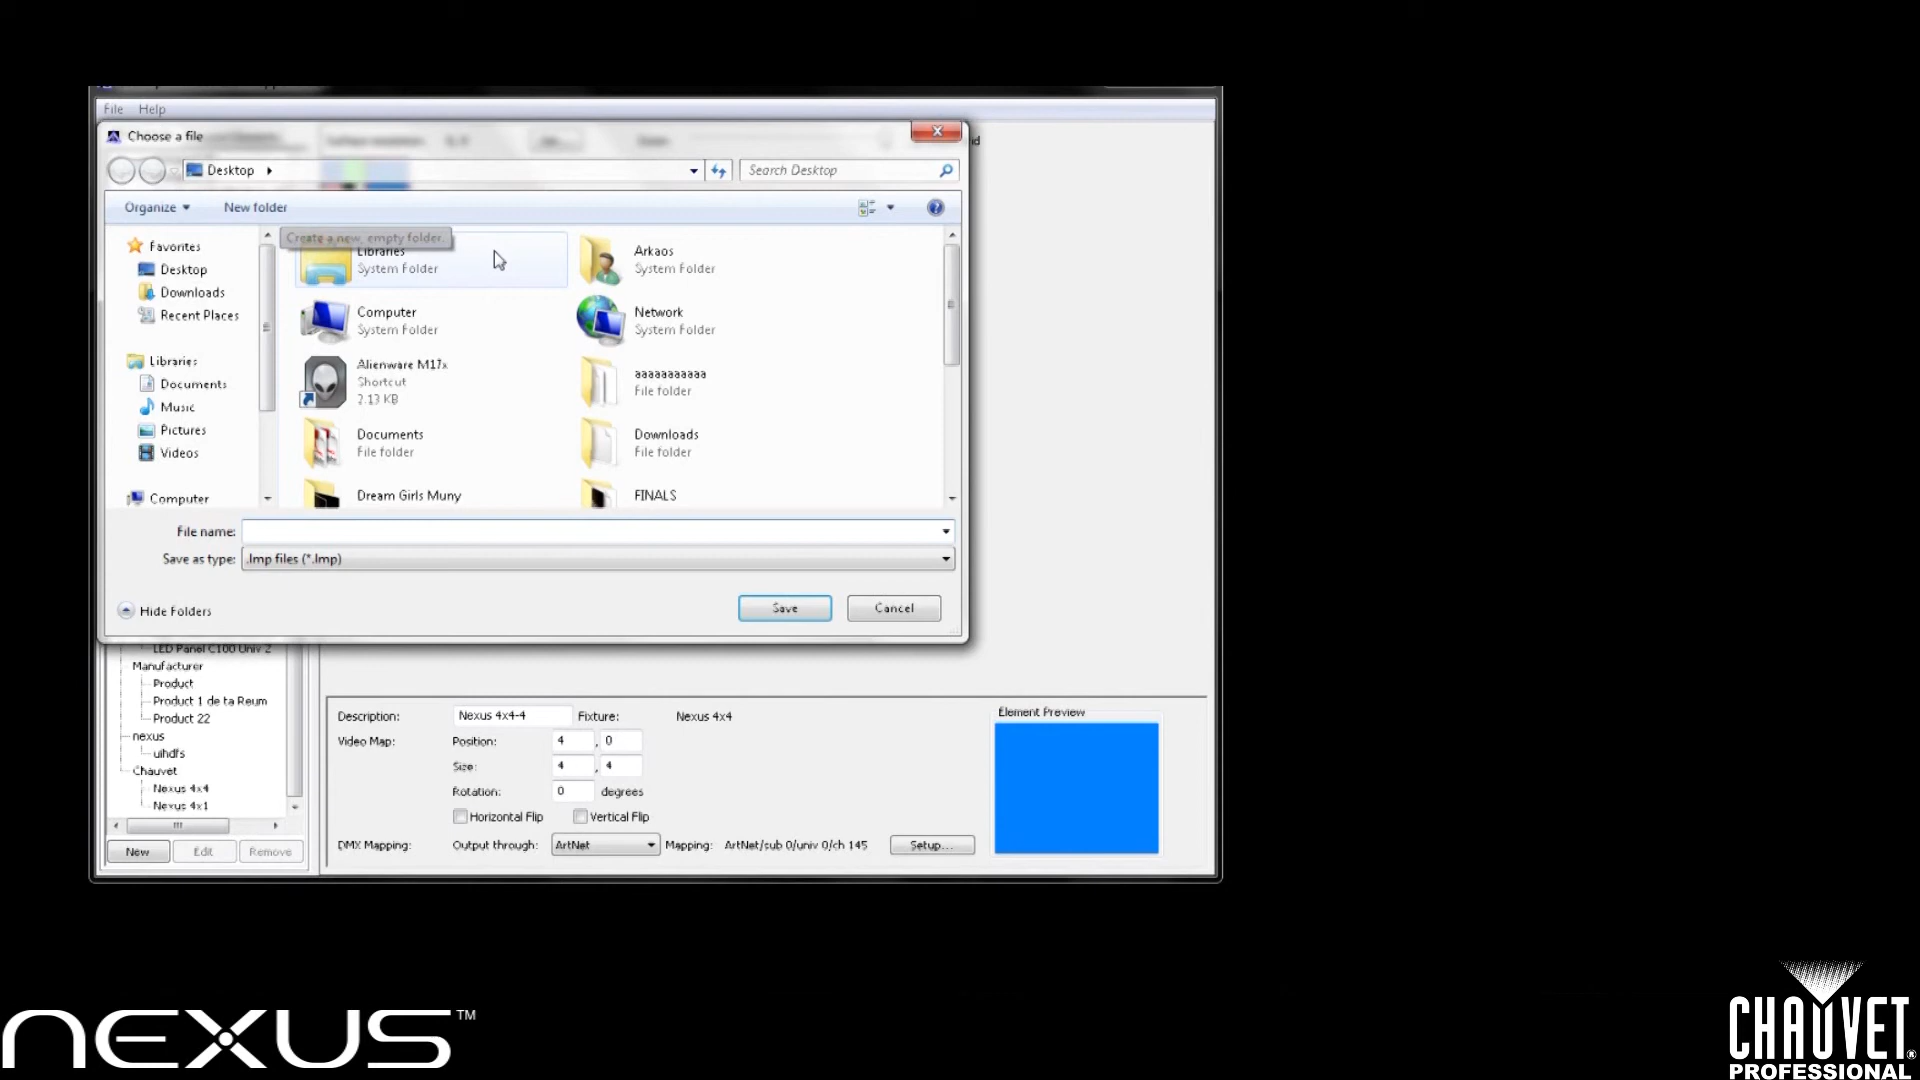 File Help
Choose a file
Desktop
Search Desktop
Organize New folder
Create a new, empty folder.
Favorites
Desktop
Downloads
Recent Places
Libraries
Documents
Music
Pictures
Videos
Computer
Libraries
System Folder
Arkaos
System Folder
Computer
System Folder
Network
System Folder
Alienware M17x
Shortcut
2.13 KB
aaaaaaaaaaa
File folder
Documents
File folder
Downloads
File folder
Dream Girls Muny
FINALS
File name:
Save as type: .lmp files (*.lmp)
Hide Folders
Save Cancel
LED Panel C100 Univ 2
Manufacturer
Product
Product 1 de ta Reum
Product 22
nexus
uihdfs
Chauvet
Nexus 4x4
Nexus 4x1
New Edit Remove
Description: Nexus 4x4-4 Fixture: Nexus 4x4
Video Map: Position: 4 , 0
Size: 4 , 4
Rotation: 0 degrees
Horizontal Flip Vertical Flip
DMX Mapping: Output through: ArtNet Mapping: ArtNet/sub 0/univ 0/ch 145 Setup...
Element Preview
NEXUS™
CHAUVET®
PROFESSIONAL